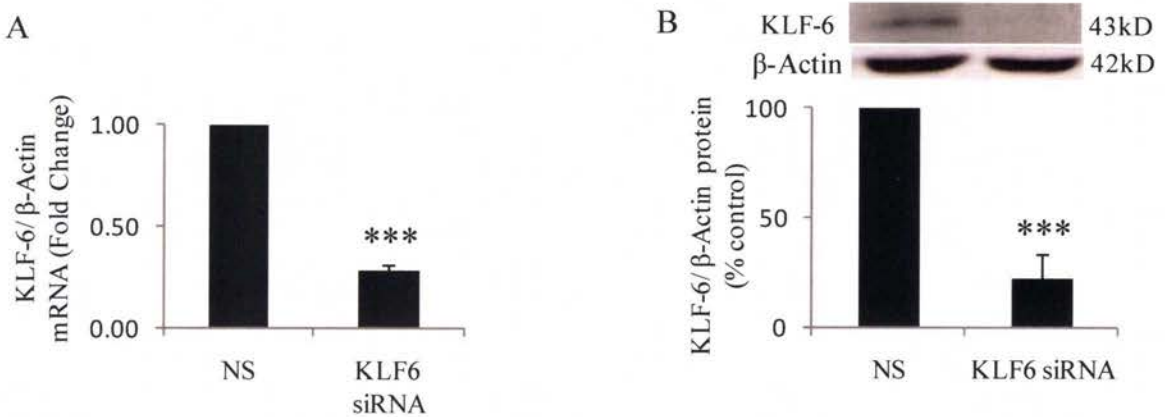 A
KLF-6/ β-Actin
mRNA (Fold Change)
1.00
0.50
0.00
***
NS
KLF6
siRNA
B
KLF-6
43kD
β-Actin
42kD
KLF-6/ β-Actin protein
(% control)
100
50
0
***
NS
KLF6 siRNA